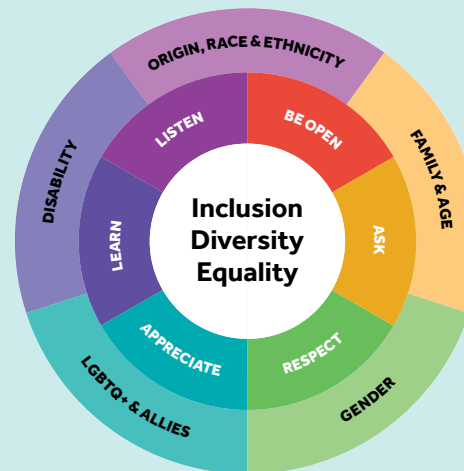 ORIGIN, RACE & ETHNICITY
FAMILY & AGE
GENDER
LGBTQ+ & ALLIES
DISABILITY
LISTEN
BE OPEN
ASK
RESPECT
APPRECIATE
LEARN
Inclusion
Diversity
Equality